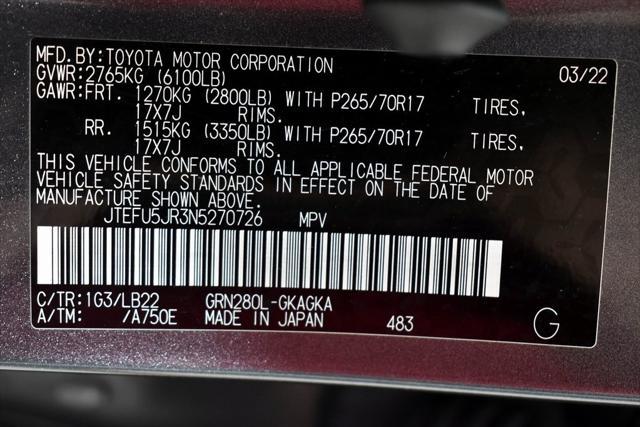 MFD.BY:TOYOTA MOTOR CORPORATION 03/22
GVWR:2765KG (6100LB)
GAWR:FRT. 1270KG (2800LB) WITH P265/70R17 TIRES,
17X7J RIMS.
RR. 1515KG (3350LB) WITH P265/70R17 TIRES,
17X7J RIMS.
THIS VEHICLE CONFORMS TO ALL APPLICABLE FEDERAL MOTOR
VEHICLE SAFETY STANDARDS IN EFFECT ON THE DATE OF
MANUFACTURE SHOWN ABOVE.
JTEFU5JR3N5270726 MPV
C/TR:1G3/LB22 GRN280L-GKAGKA
A/TM: /A750E MADE IN JAPAN 483 G